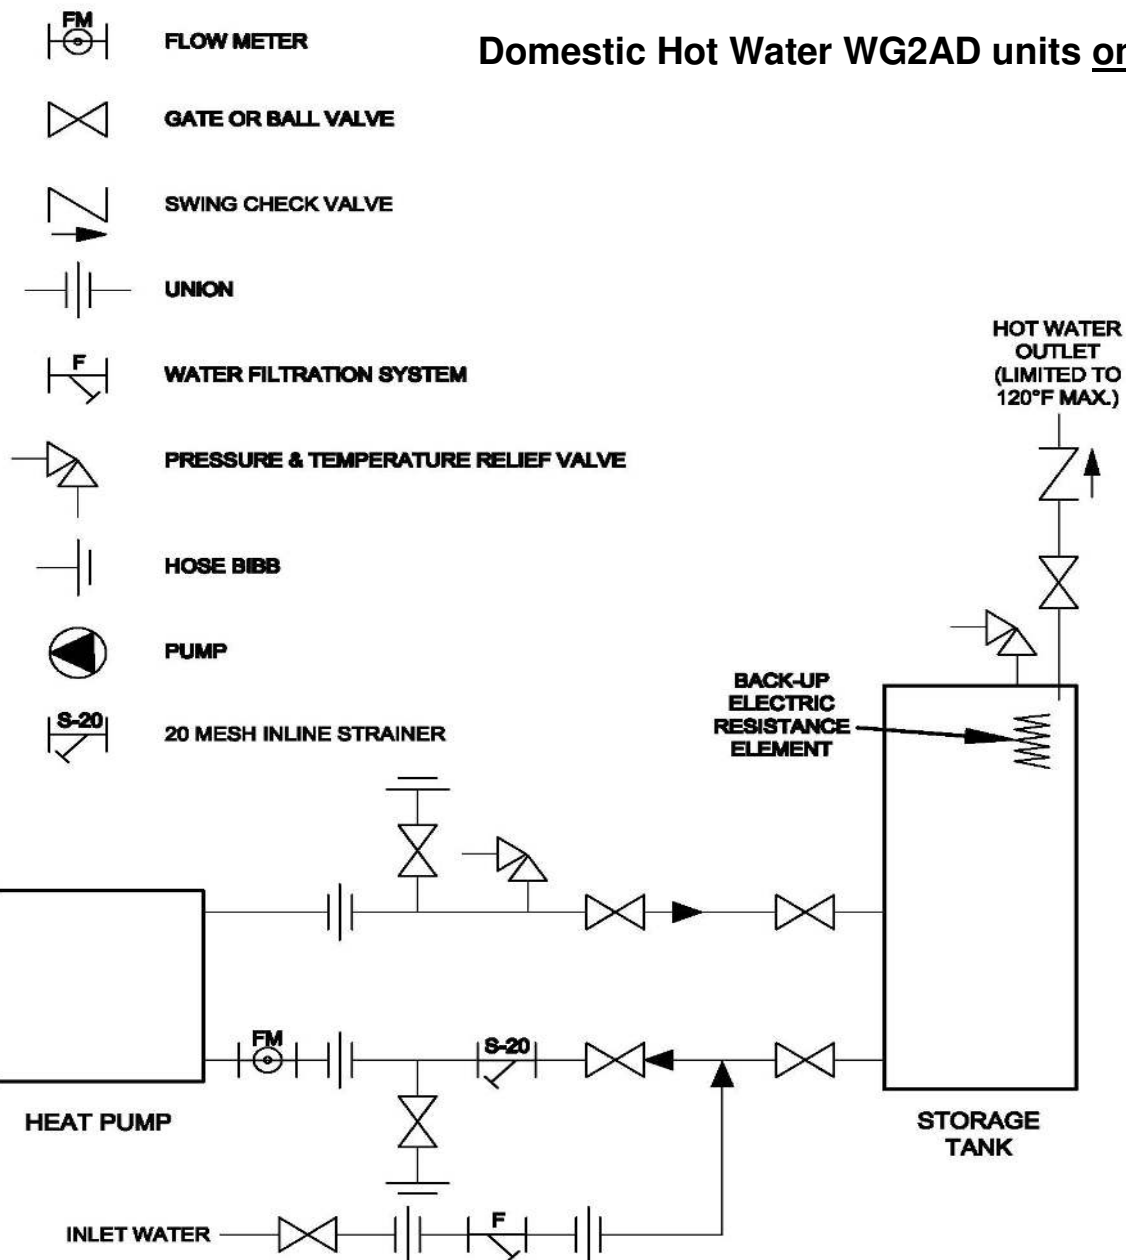 Domestic Hot Water WG2AD units or
FM
FLOW METER
GATE OR BALL VALVE
SWING CHECK VALVE
UNION
F
WATER FILTRATION SYSTEM
PRESSURE & TEMPERATURE RELIEF VALVE
HOSE BIBB
PUMP
S-20
20 MESH INLINE STRAINER
HOT WATER
OUTLET
(LIMITED TO
120°F MAX.)
BACK-UP
ELECTRIC
RESISTANCE
ELEMENT
FM
S-20
HEAT PUMP
STORAGE
TANK
INLET WATER
F